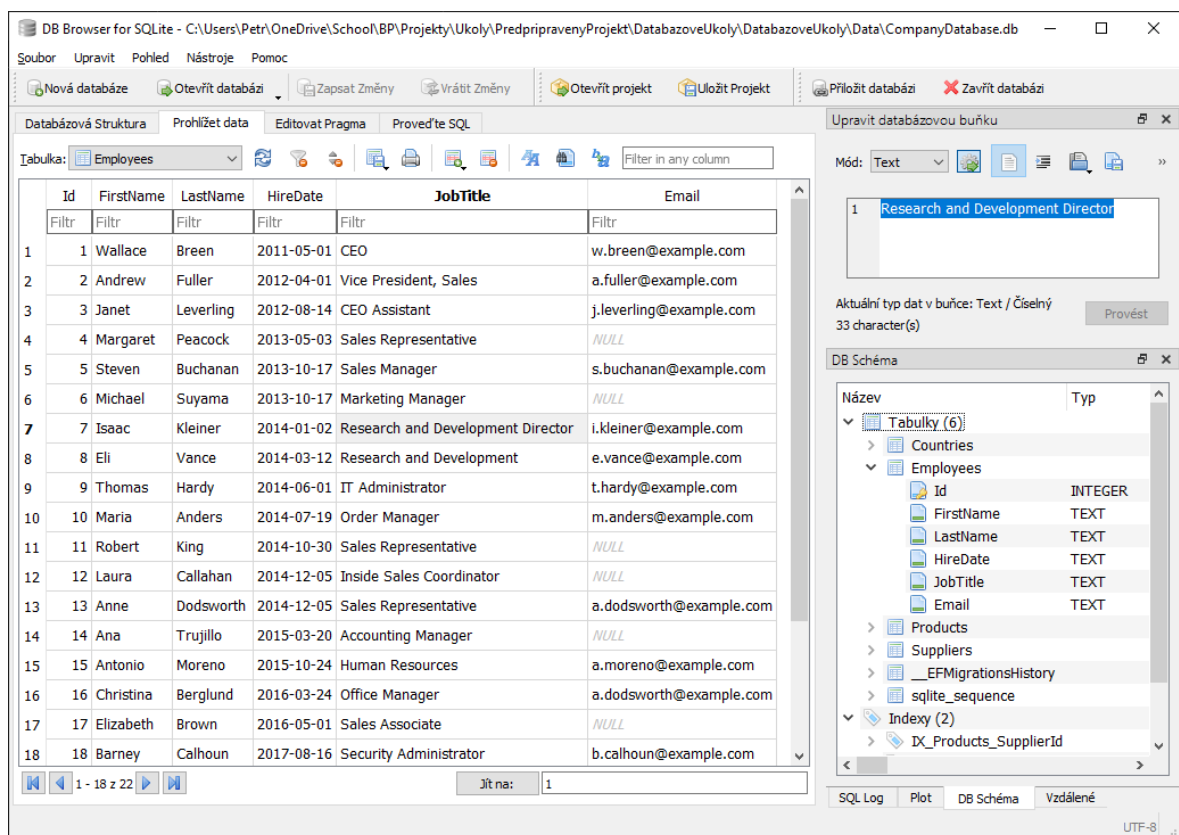 DB Browser for SQLite - C:\Users\Petr\OneDrive\School\BP\Projekty\Ukoly\PredpripravenyProjekt\DatabazoveUkoly\DatabazoveUkoly\Data\CompanyDatabase.db
Soubor Upravit Pohled Nástroje Pomoc
Nová databáze Otevřít databázi Zapsat Změny Vrátit Změny Otevřít projekt Uložit Projekt Přiložit databázi Zavřít databázi
Databázová Struktura Prohlížet data Editovat Pragma Proveďte SQL
Tabulka: Employees Filter in any column
Id FirstName LastName HireDate JobTitle Email
Filtr Filtr Filtr Filtr Filtr Filtr
1 1 Wallace Breen 2011-05-01 CEO w.breen@example.com
2 2 Andrew Fuller 2012-04-01 Vice President, Sales a.fuller@example.com
3 3 Janet Leverling 2012-08-14 CEO Assistant j.leverling@example.com
4 4 Margaret Peacock 2013-05-03 Sales Representative NULL
5 5 Steven Buchanan 2013-10-17 Sales Manager s.buchanan@example.com
6 6 Michael Suyama 2013-10-17 Marketing Manager NULL
7 7 Isaac Kleiner 2014-01-02 Research and Development Director i.kleiner@example.com
8 8 Eli Vance 2014-03-12 Research and Development e.vance@example.com
9 9 Thomas Hardy 2014-06-01 IT Administrator t.hardy@example.com
10 10 Maria Anders 2014-07-19 Order Manager m.anders@example.com
11 11 Robert King 2014-10-30 Sales Representative NULL
12 12 Laura Callahan 2014-12-05 Inside Sales Coordinator NULL
13 13 Anne Dodsworth 2014-12-05 Sales Representative a.dodsworth@example.com
14 14 Ana Trujillo 2015-03-20 Accounting Manager NULL
15 15 Antonio Moreno 2015-10-24 Human Resources a.moreno@example.com
16 16 Christina Berglund 2016-03-24 Office Manager a.dodsworth@example.com
17 17 Elizabeth Brown 2016-05-01 Sales Associate NULL
18 18 Barney Calhoun 2017-08-16 Security Administrator b.calhoun@example.com
1 - 18 z 22 Jít na: 1
Upravit databázovou buňku
Mód: Text »
1 Research and Development Director
Aktuální typ dat v buňce: Text / Číselný
33 character(s)
Provést
DB Schéma
Název Typ
Tabulky (6)
Countries
Employees
Id INTEGER
FirstName TEXT
LastName TEXT
HireDate TEXT
JobTitle TEXT
Email TEXT
Products
Suppliers
__EFMigrationsHistory
sqlite_sequence
Indexy (2)
IX_Products_SupplierId
SQL Log Plot DB Schéma Vzdálené
UTF-8